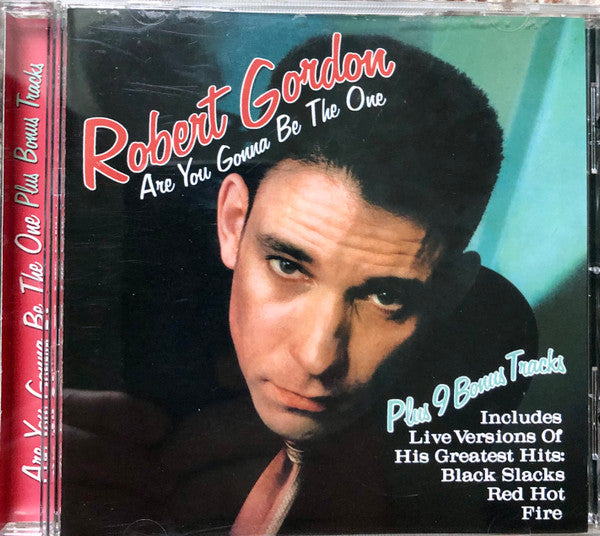 Robert Gordon
Are You Gonna Be The One
Plus 9 Bonus Tracks
Includes
Live Versions Of
His Greatest Hits:
Black Slacks
Red Hot
Fire
Are You Gonna Be The One Plus Bonus Tracks